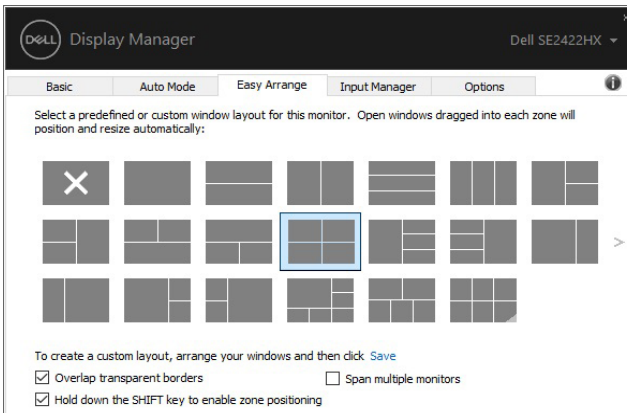 DELL Display Manager Dell SE2422HX
Basic Auto Mode Easy Arrange Input Manager Options
Select a predefined or custom window layout for this monitor. Open windows dragged into each zone will
position and resize automatically:
To create a custom layout, arrange your windows and then click Save
Overlap transparent borders Span multiple monitors
Hold down the SHIFT key to enable zone positioning